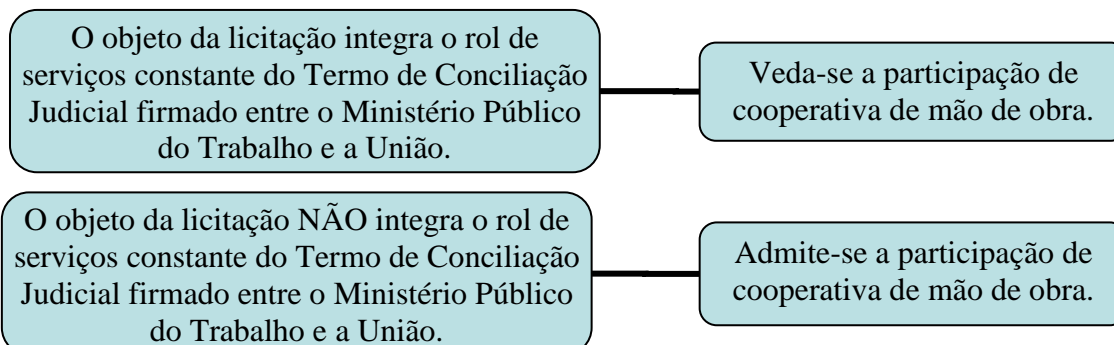 O objeto da licitação integra o rol de
serviços constante do Termo de Conciliação
Judicial firmado entre o Ministério Público
do Trabalho e a União.
Veda-se a participação de
cooperativa de mão de obra.
O objeto da licitação NÃO integra o rol de
serviços constante do Termo de Conciliação
Judicial firmado entre o Ministério Público
do Trabalho e a União.
Admite-se a participação de
cooperativa de mão de obra.